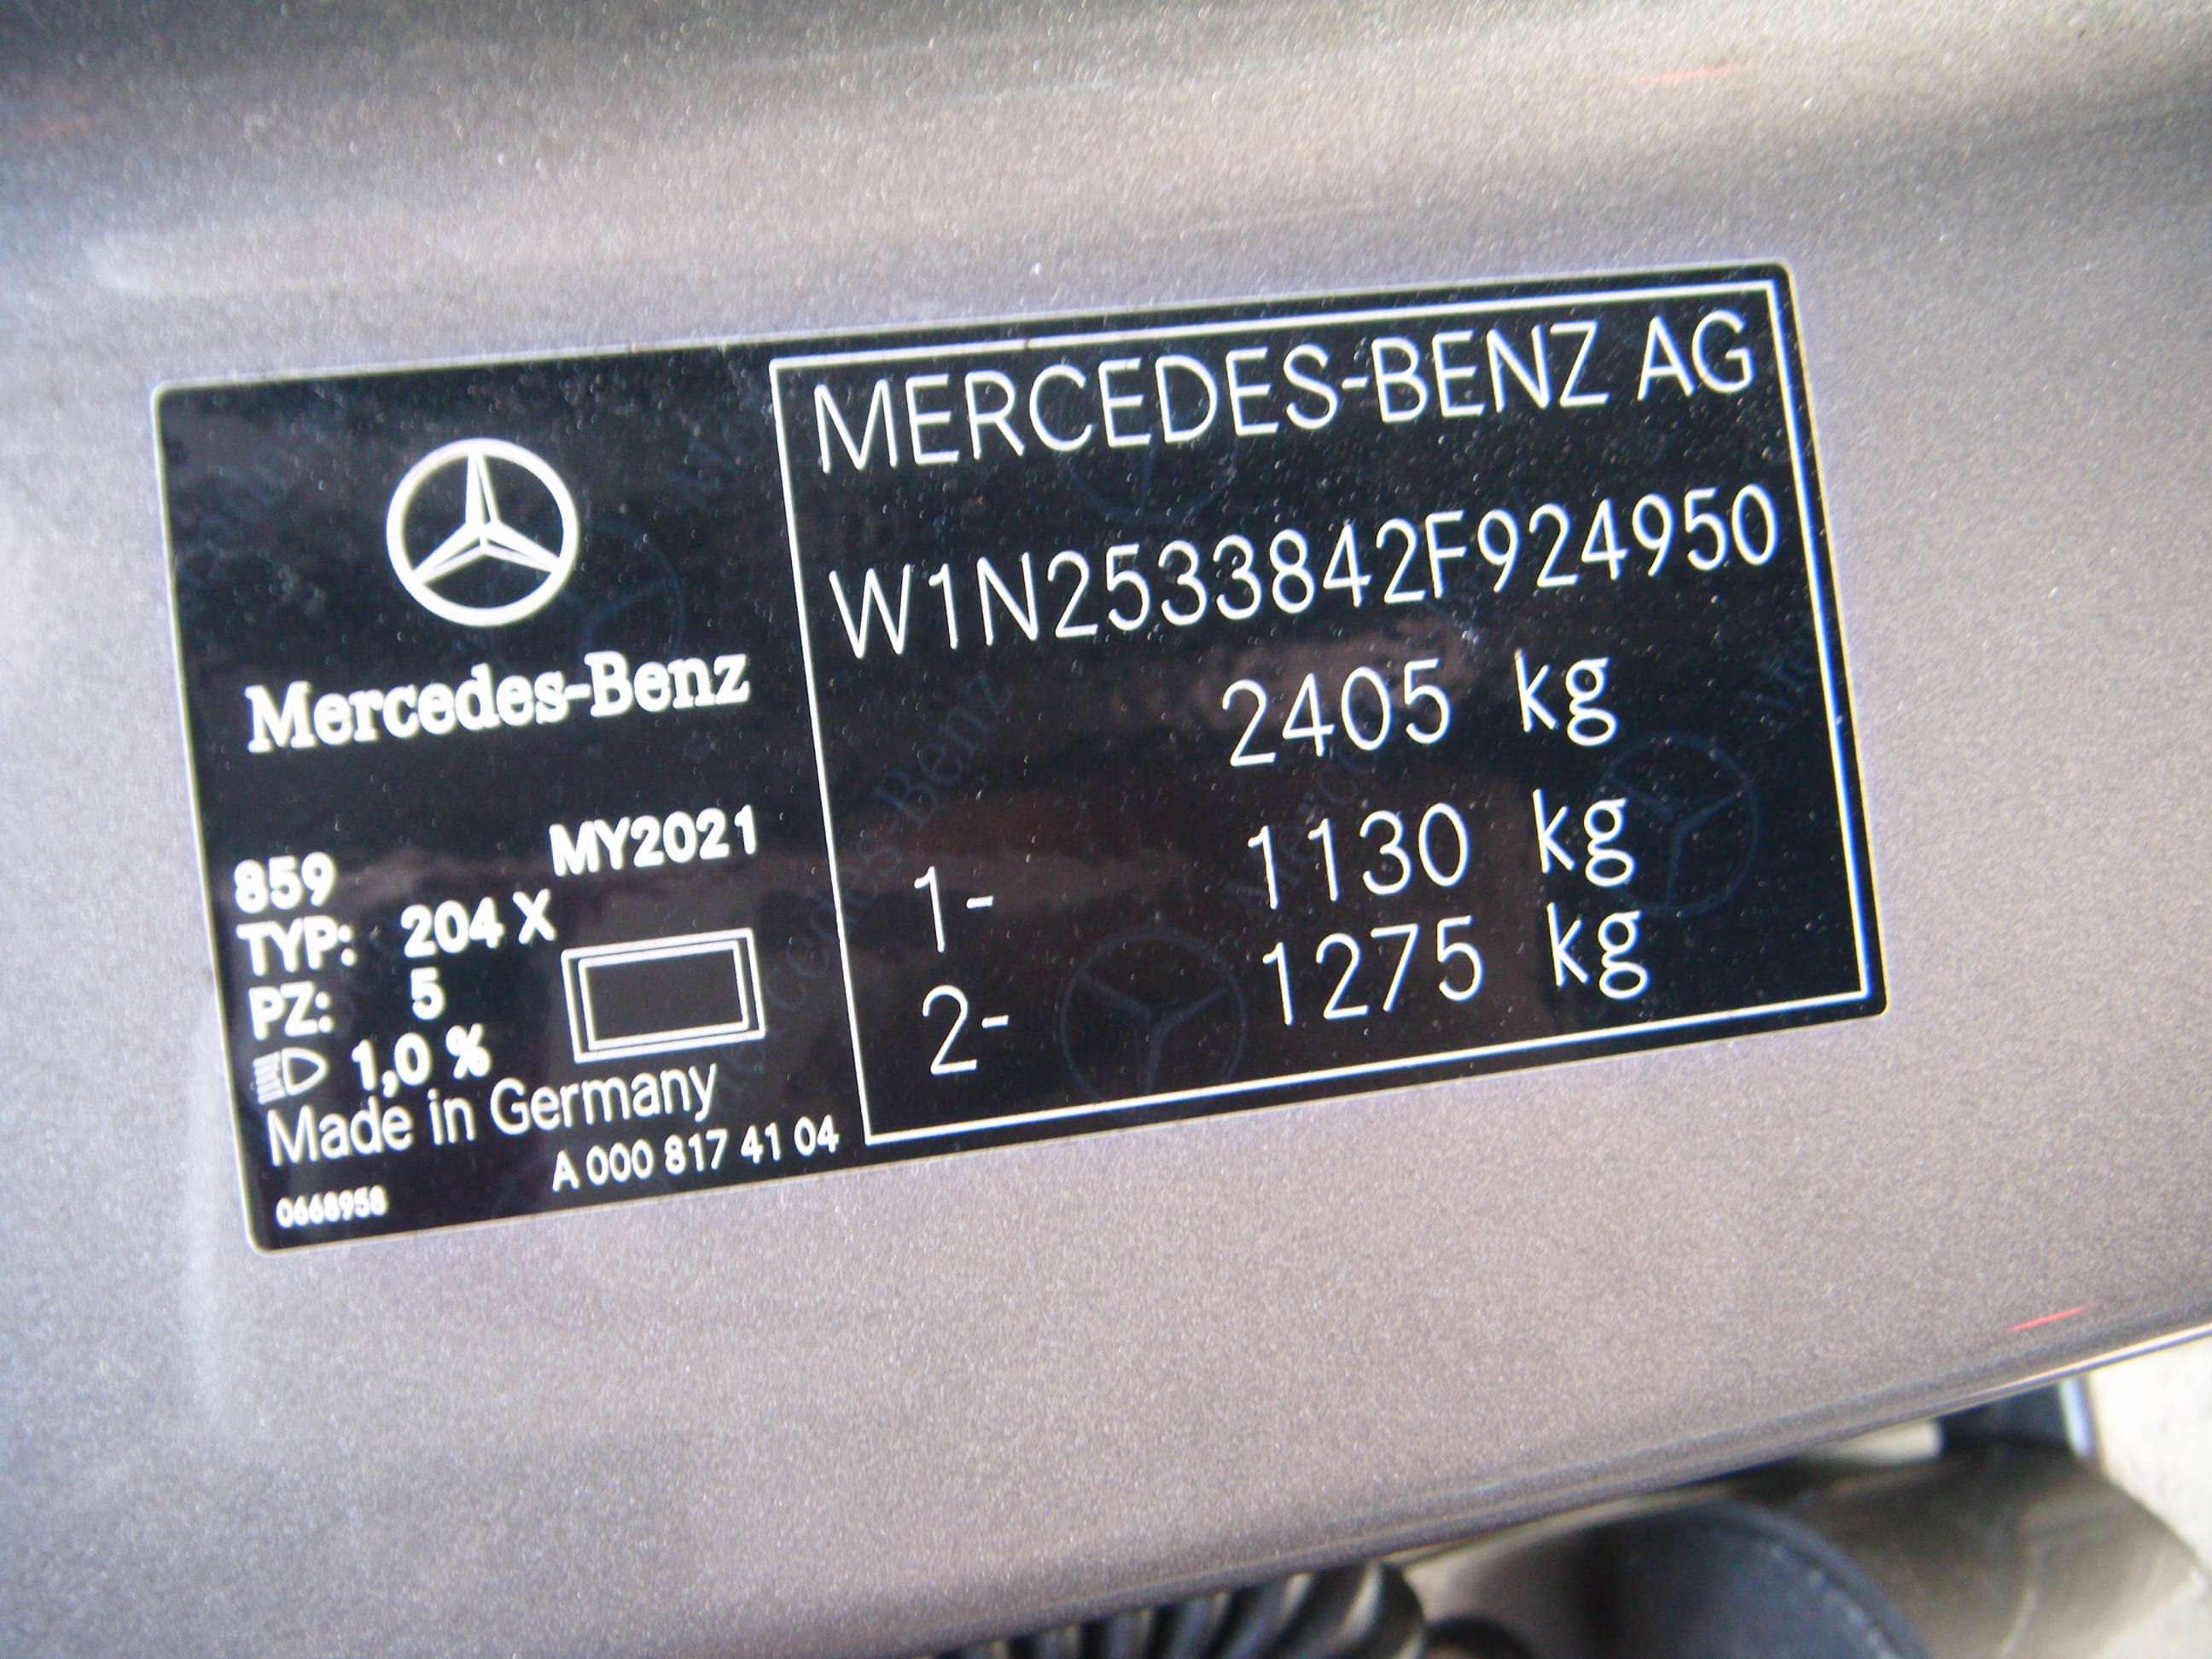 Mercedes-Benz
859 MY2021
TYP: 204 X
PZ: 5
1,0 %
Made in Germany
A 000 817 41 04
0668958
MERCEDES-BENZ AG
W1N2533842F924950
2405 kg
1- 1130 kg
2- 1275 kg